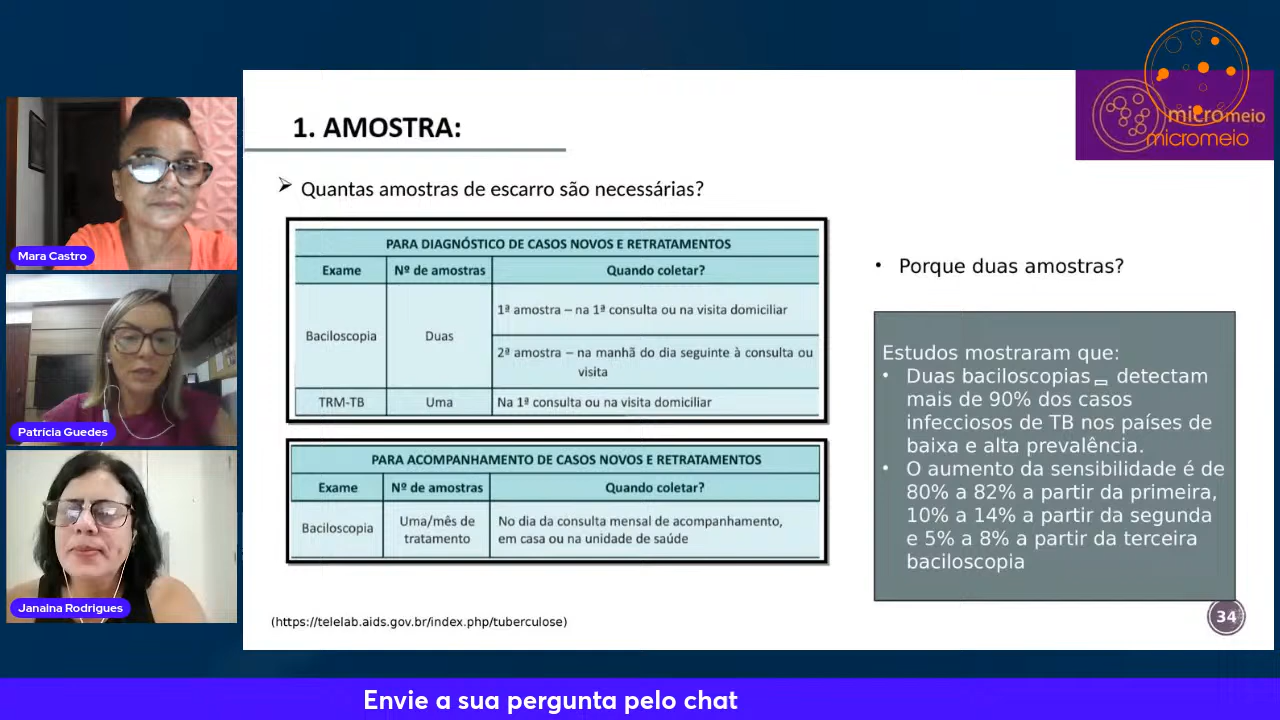 micromeio
micromeio
1. AMOSTRA:
Quantas amostras de escarro são necessárias?
PARA DIAGNÓSTICO DE CASOS NOVOS E RETRATAMENTOS
Exame Nº de amostras Quando coletar?
Baciloscopia Duas 1ª amostra – na 1ª consulta ou na visita domiciliar
2ª amostra – na manhã do dia seguinte à consulta ou
visita
TRM-TB Uma Na 1ª consulta ou na visita domiciliar
PARA ACOMPANHAMENTO DE CASOS NOVOS E RETRATAMENTOS
Exame Nº de amostras Quando coletar?
Baciloscopia Uma/mês de tratamento No dia da consulta mensal de acompanhamento,
em casa ou na unidade de saúde
(https://telelab.aids.gov.br/index.php/tuberculose)
• Porque duas amostras?
Estudos mostraram que:
• Duas baciloscopias detectam
mais de 90% dos casos
infecciosos de TB nos países de
baixa e alta prevalência.
• O aumento da sensibilidade é de
80% a 82% a partir da primeira,
10% a 14% a partir da segunda
e 5% a 8% a partir da terceira
baciloscopia
34
Mara Castro
Patrícia Guedes
Janaina Rodrigues
Envie a sua pergunta pelo chat